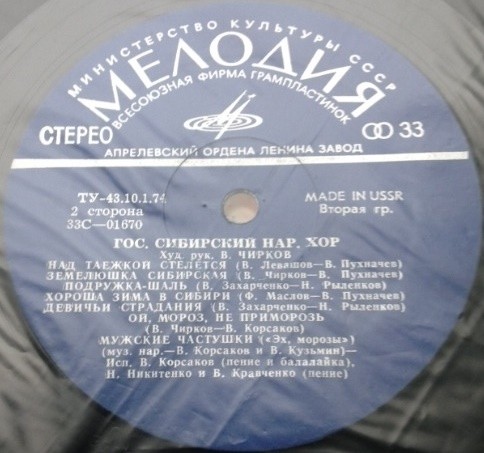 МИНИСТЕРСТВО КУЛЬТУРЫ СССР
МЕЛОДИЯ
ВСЕСОЮЗНАЯ ФИРМА ГРАМПЛАСТИНОК
СТЕРЕО 33
АПРЕЛЕВСКИЙ ОРДЕНА ЛЕНИНА ЗАВОД
ТУ-43.10.1.74 MADE IN USSR
2 сторона Вторая гр.
33С—01670
ГОС. СИБИРСКИЙ НАР. ХОР
Худ. рук. В. ЧИРКОВ
НАД ТАЕЖКОЙ СТЕЛЕТСЯ (В. Левашов—В. Пухначев)
ЗЕМЕЛЮШКА СИБИРСКАЯ (В. Чирков—В. Пухначев)
ПОДРУЖКА-ШАЛЬ (В. Захарченко—Н. Рыленков)
ХОРОША ЗИМА В СИБИРИ (Ф. Маслов—В. Пухначев)
ДЕВИЧЬИ СТРАДАНИЯ (В. Захарченко—Н. Рыленков)
ОЙ, МОРОЗ, НЕ ПРИМОРОЗЬ
(В. Чирков—В. Корсаков)
МУЖСКИЕ ЧАСТУШКИ («Эх, морозы»)
(муз. нар.—В. Корсаков и В. Кузьмин)—
Исп. В. Корсаков (пение и балалайка),
Н. Никитенко и В. Кравченко (пение)